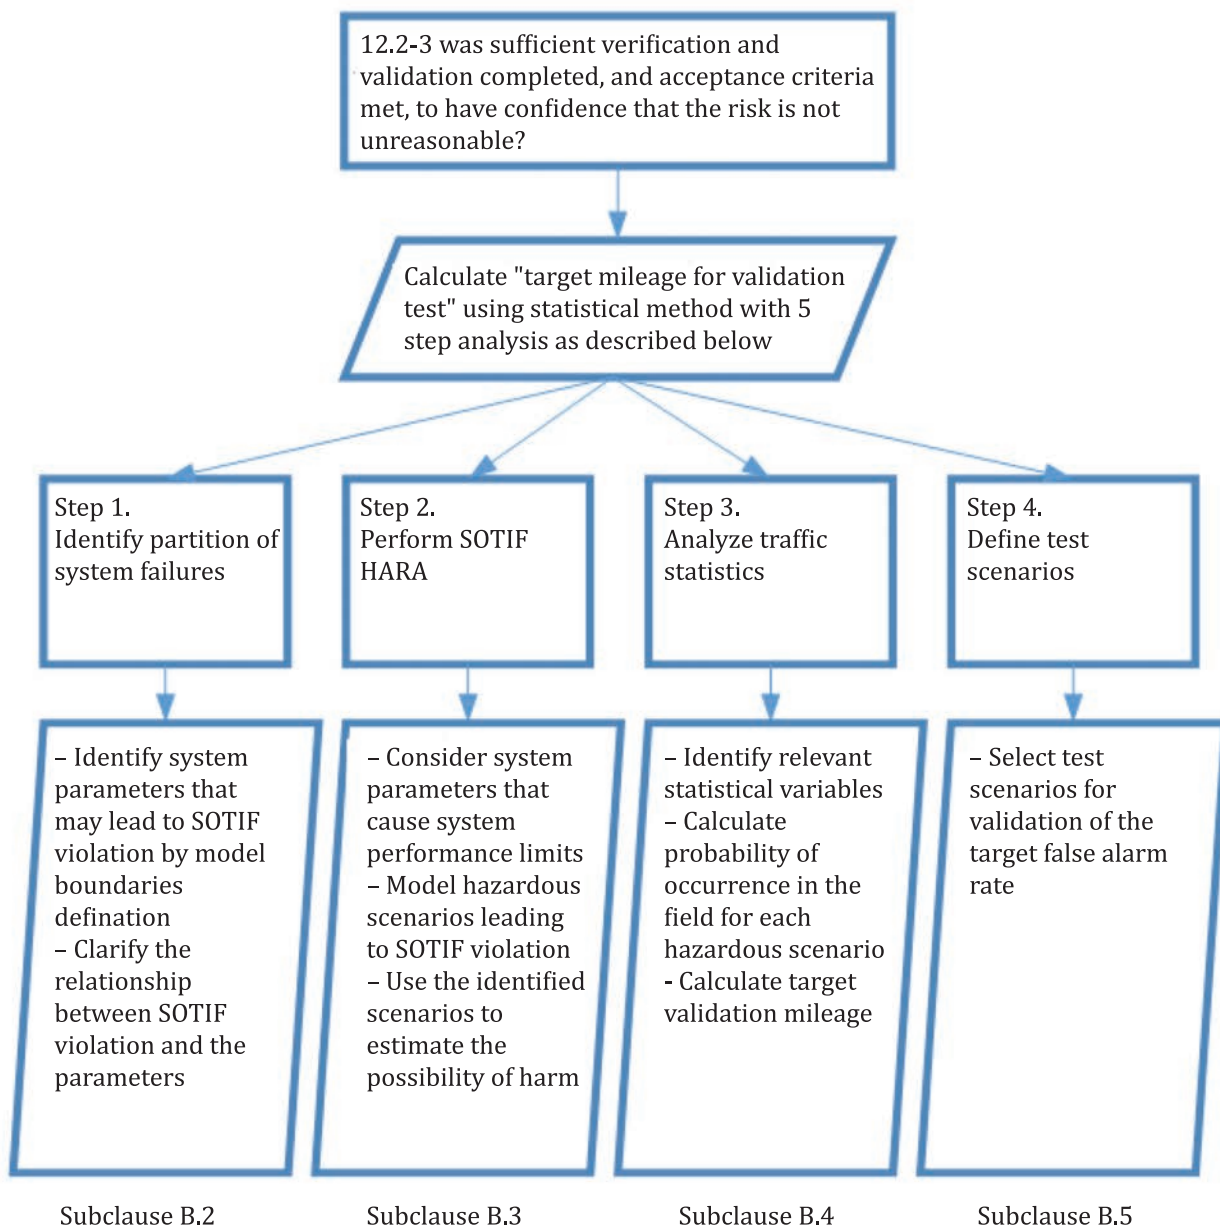 12.2-3 was sufficient verification and
validation completed, and acceptance criteria
met, to have confidence that the risk is not
unreasonable?
Calculate "target mileage for validation
test" using statistical method with 5
step analysis as described below
Step 1.
Identify partition of
system failures
Step 2.
Perform SOTIF
HARA
Step 3.
Analyze traffic
statistics
Step 4.
Define test
scenarios
– Identify system
parameters that
may lead to SOTIF
violation by model
boundaries
defination
– Clarify the
relationship
between SOTIF
violation and the
parameters
– Consider system
parameters that
cause system
performance limits
– Model hazardous
scenarios leading
to SOTIF violation
– Use the identified
scenarios to
estimate the
possibility of harm
– Identify relevant
statistical variables
– Calculate
probability of
occurrence in the
field for each
hazardous scenario
- Calculate target
validation mileage
– Select test
scenarios for
validation of the
target false alarm
rate
Subclause B.2
Subclause B.3
Subclause B.4
Subclause B.5